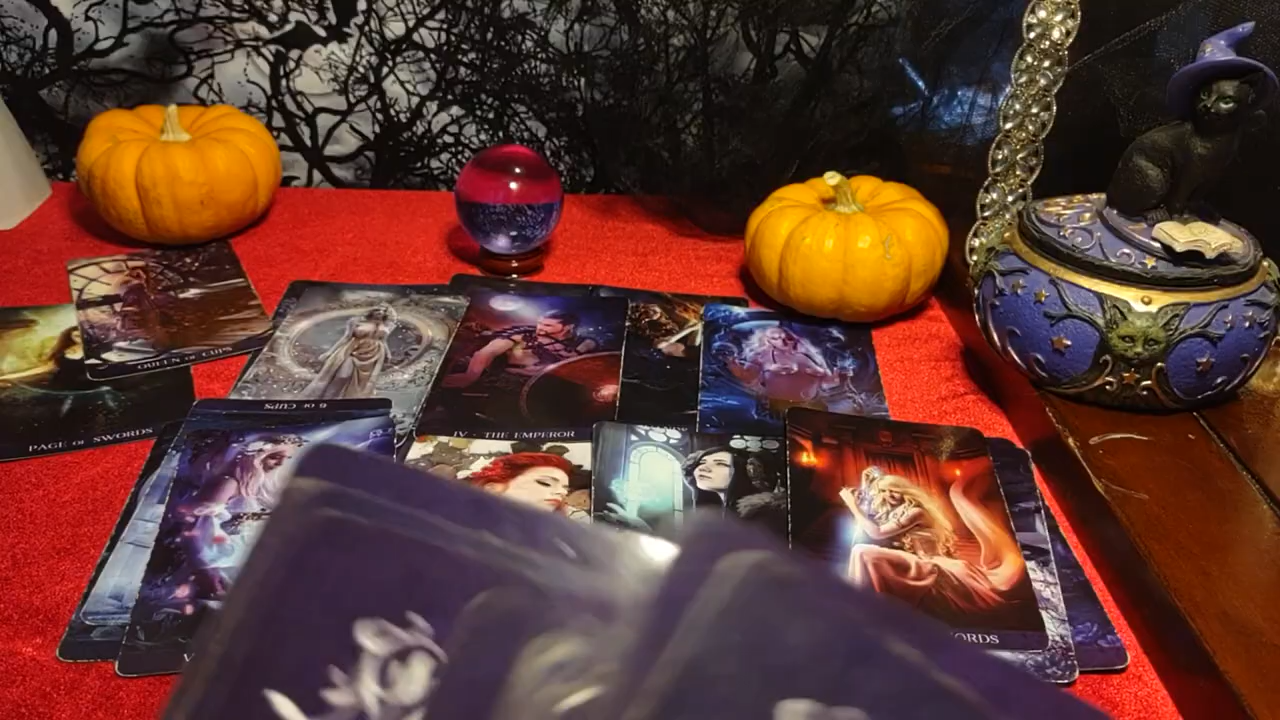 QUEEN OF CUPS
PAGE OF SWORDS
6 OF CUPS
IV - THE EMPEROR
ORDS